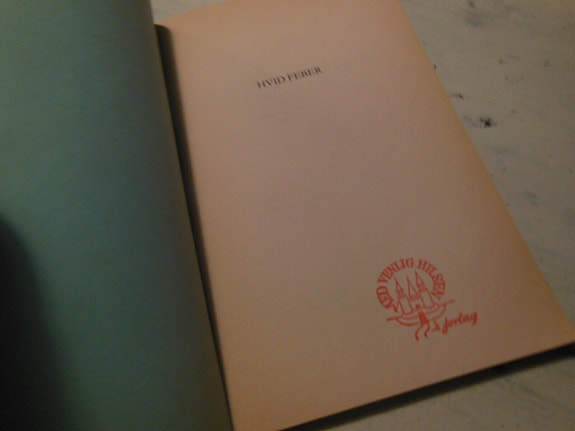 HVID FEBER
MED VENLIG HILSEN
forlag